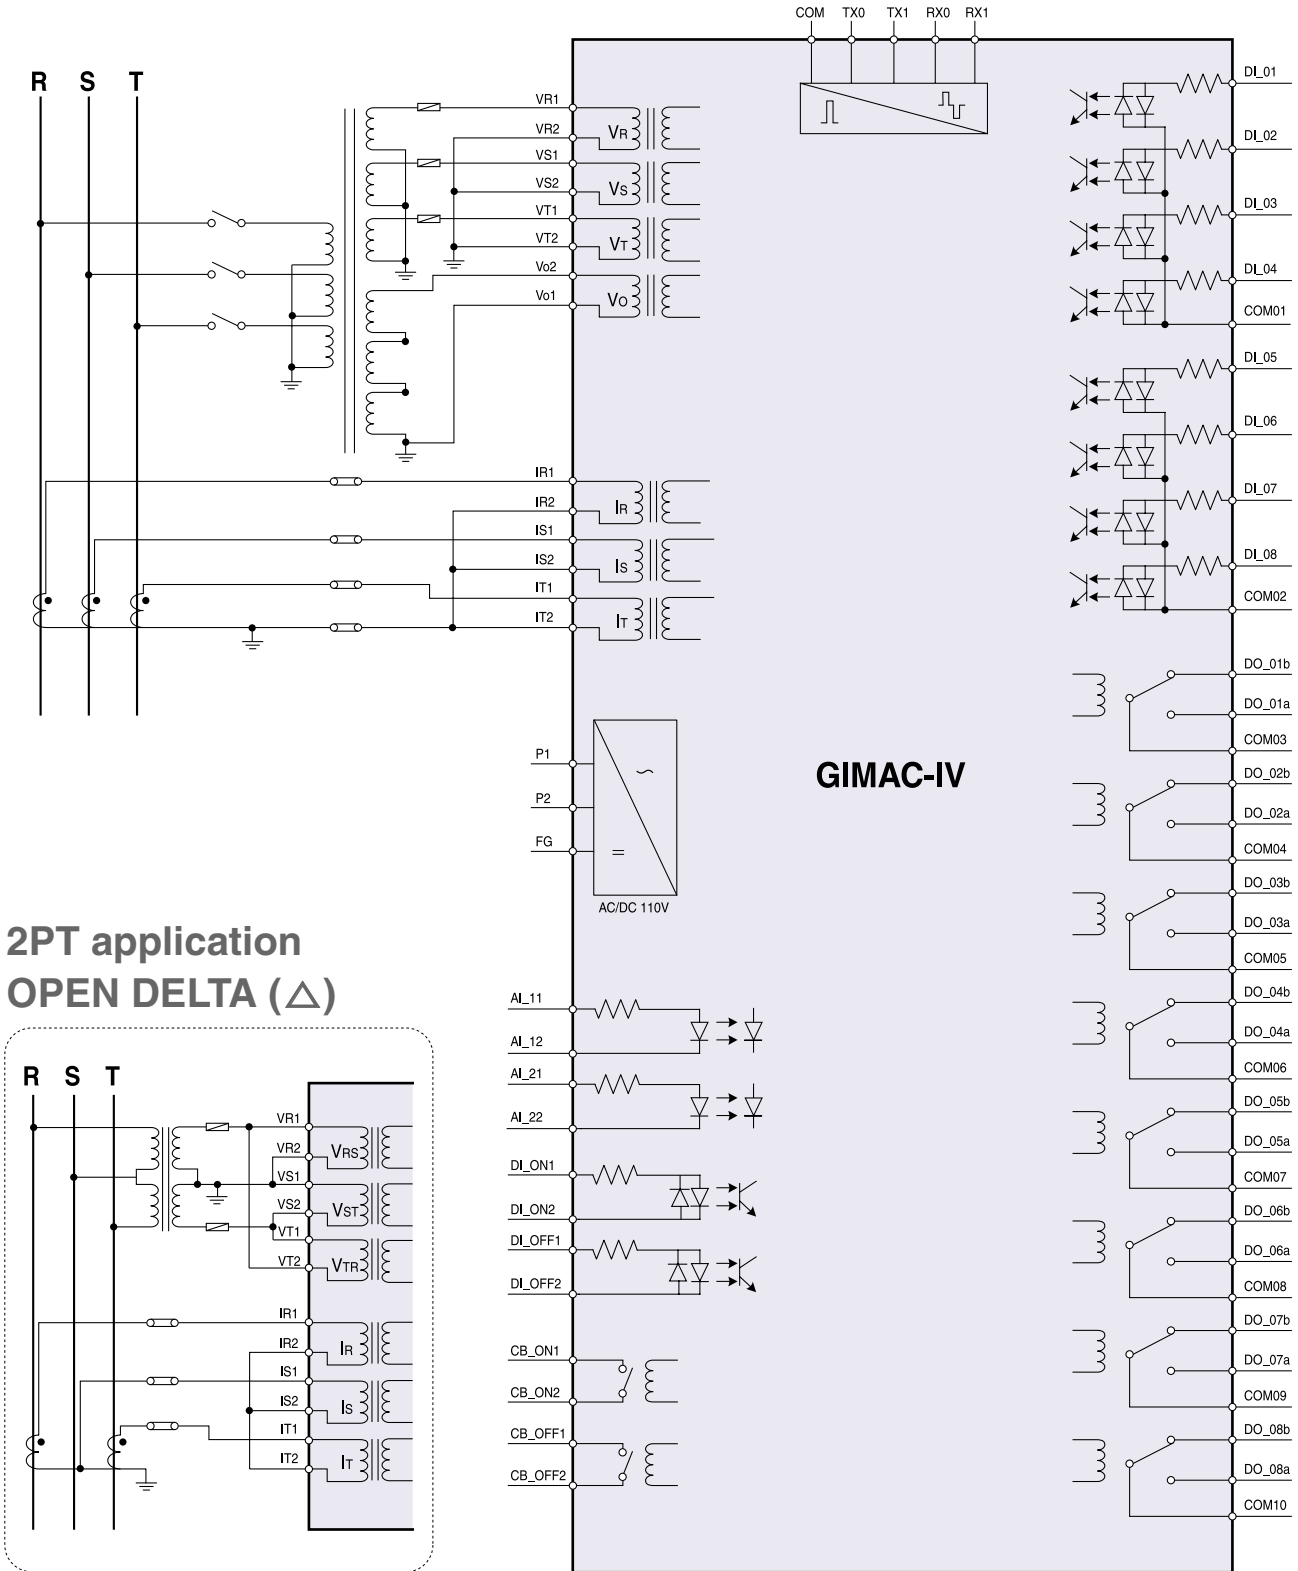 COM TX0 TX1 RX0 RX1
R S T
VR1
VR2
VS1
VS2
VT1
VT2
Vo2
Vo1
VR
VS
VT
VO
IR1
IR2
IS1
IS2
IT1
IT2
IR
IS
IT
P1
P2
FG
AC/DC 110V
GIMAC-IV
AI_11
AI_12
AI_21
AI_22
DI_ON1
DI_ON2
DI_OFF1
DI_OFF2
CB_ON1
CB_ON2
CB_OFF1
CB_OFF2
DI_01
DI_02
DI_03
DI_04
COM01
DI_05
DI_06
DI_07
DI_08
COM02
DO_01b
DO_01a
COM03
DO_02b
DO_02a
COM04
DO_03b
DO_03a
COM05
DO_04b
DO_04a
COM06
DO_05b
DO_05a
COM07
DO_06b
DO_06a
COM08
DO_07b
DO_07a
COM09
DO_08b
DO_08a
COM10
2PT application
OPEN DELTA (△)
R S T
VR1
VR2
VS1
VS2
VT1
VT2
VRS
VST
VTR
IR1
IR2
IS1
IS2
IT1
IT2
IR
IS
IT